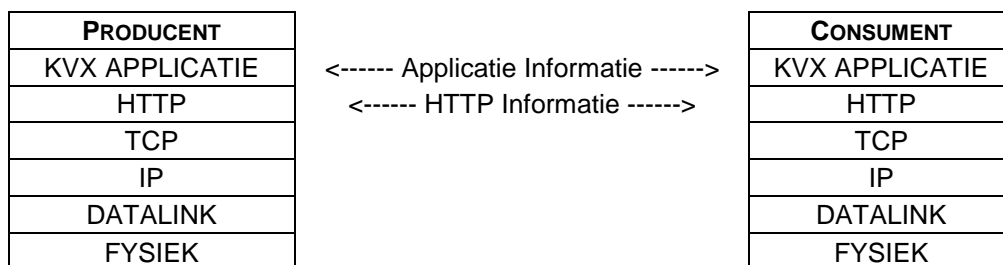 PRODUCENT CONSUMENT
KVX APPLICATIE <------ Applicatie Informatie ------> KVX APPLICATIE
HTTP <------ HTTP Informatie ------> HTTP
TCP TCP
IP IP
DATALINK DATALINK
FYSIEK FYSIEK